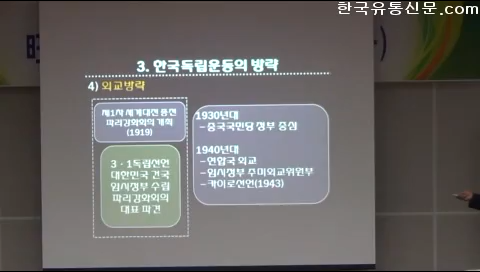 한국유통신문.com
3. 한국독립운동의 방략
4) 외교방략
제1차 세계대전 종전
파리강화회의 개최
(1919)
3·1독립선언
대한민국 건국
임시정부 수립
파리강화회의
대표 파견
1930년대
– 중국국민당 정부 중심
1940년대
– 연합국 외교
– 임시정부 주미외교위원부
– 카이로선언(1943)